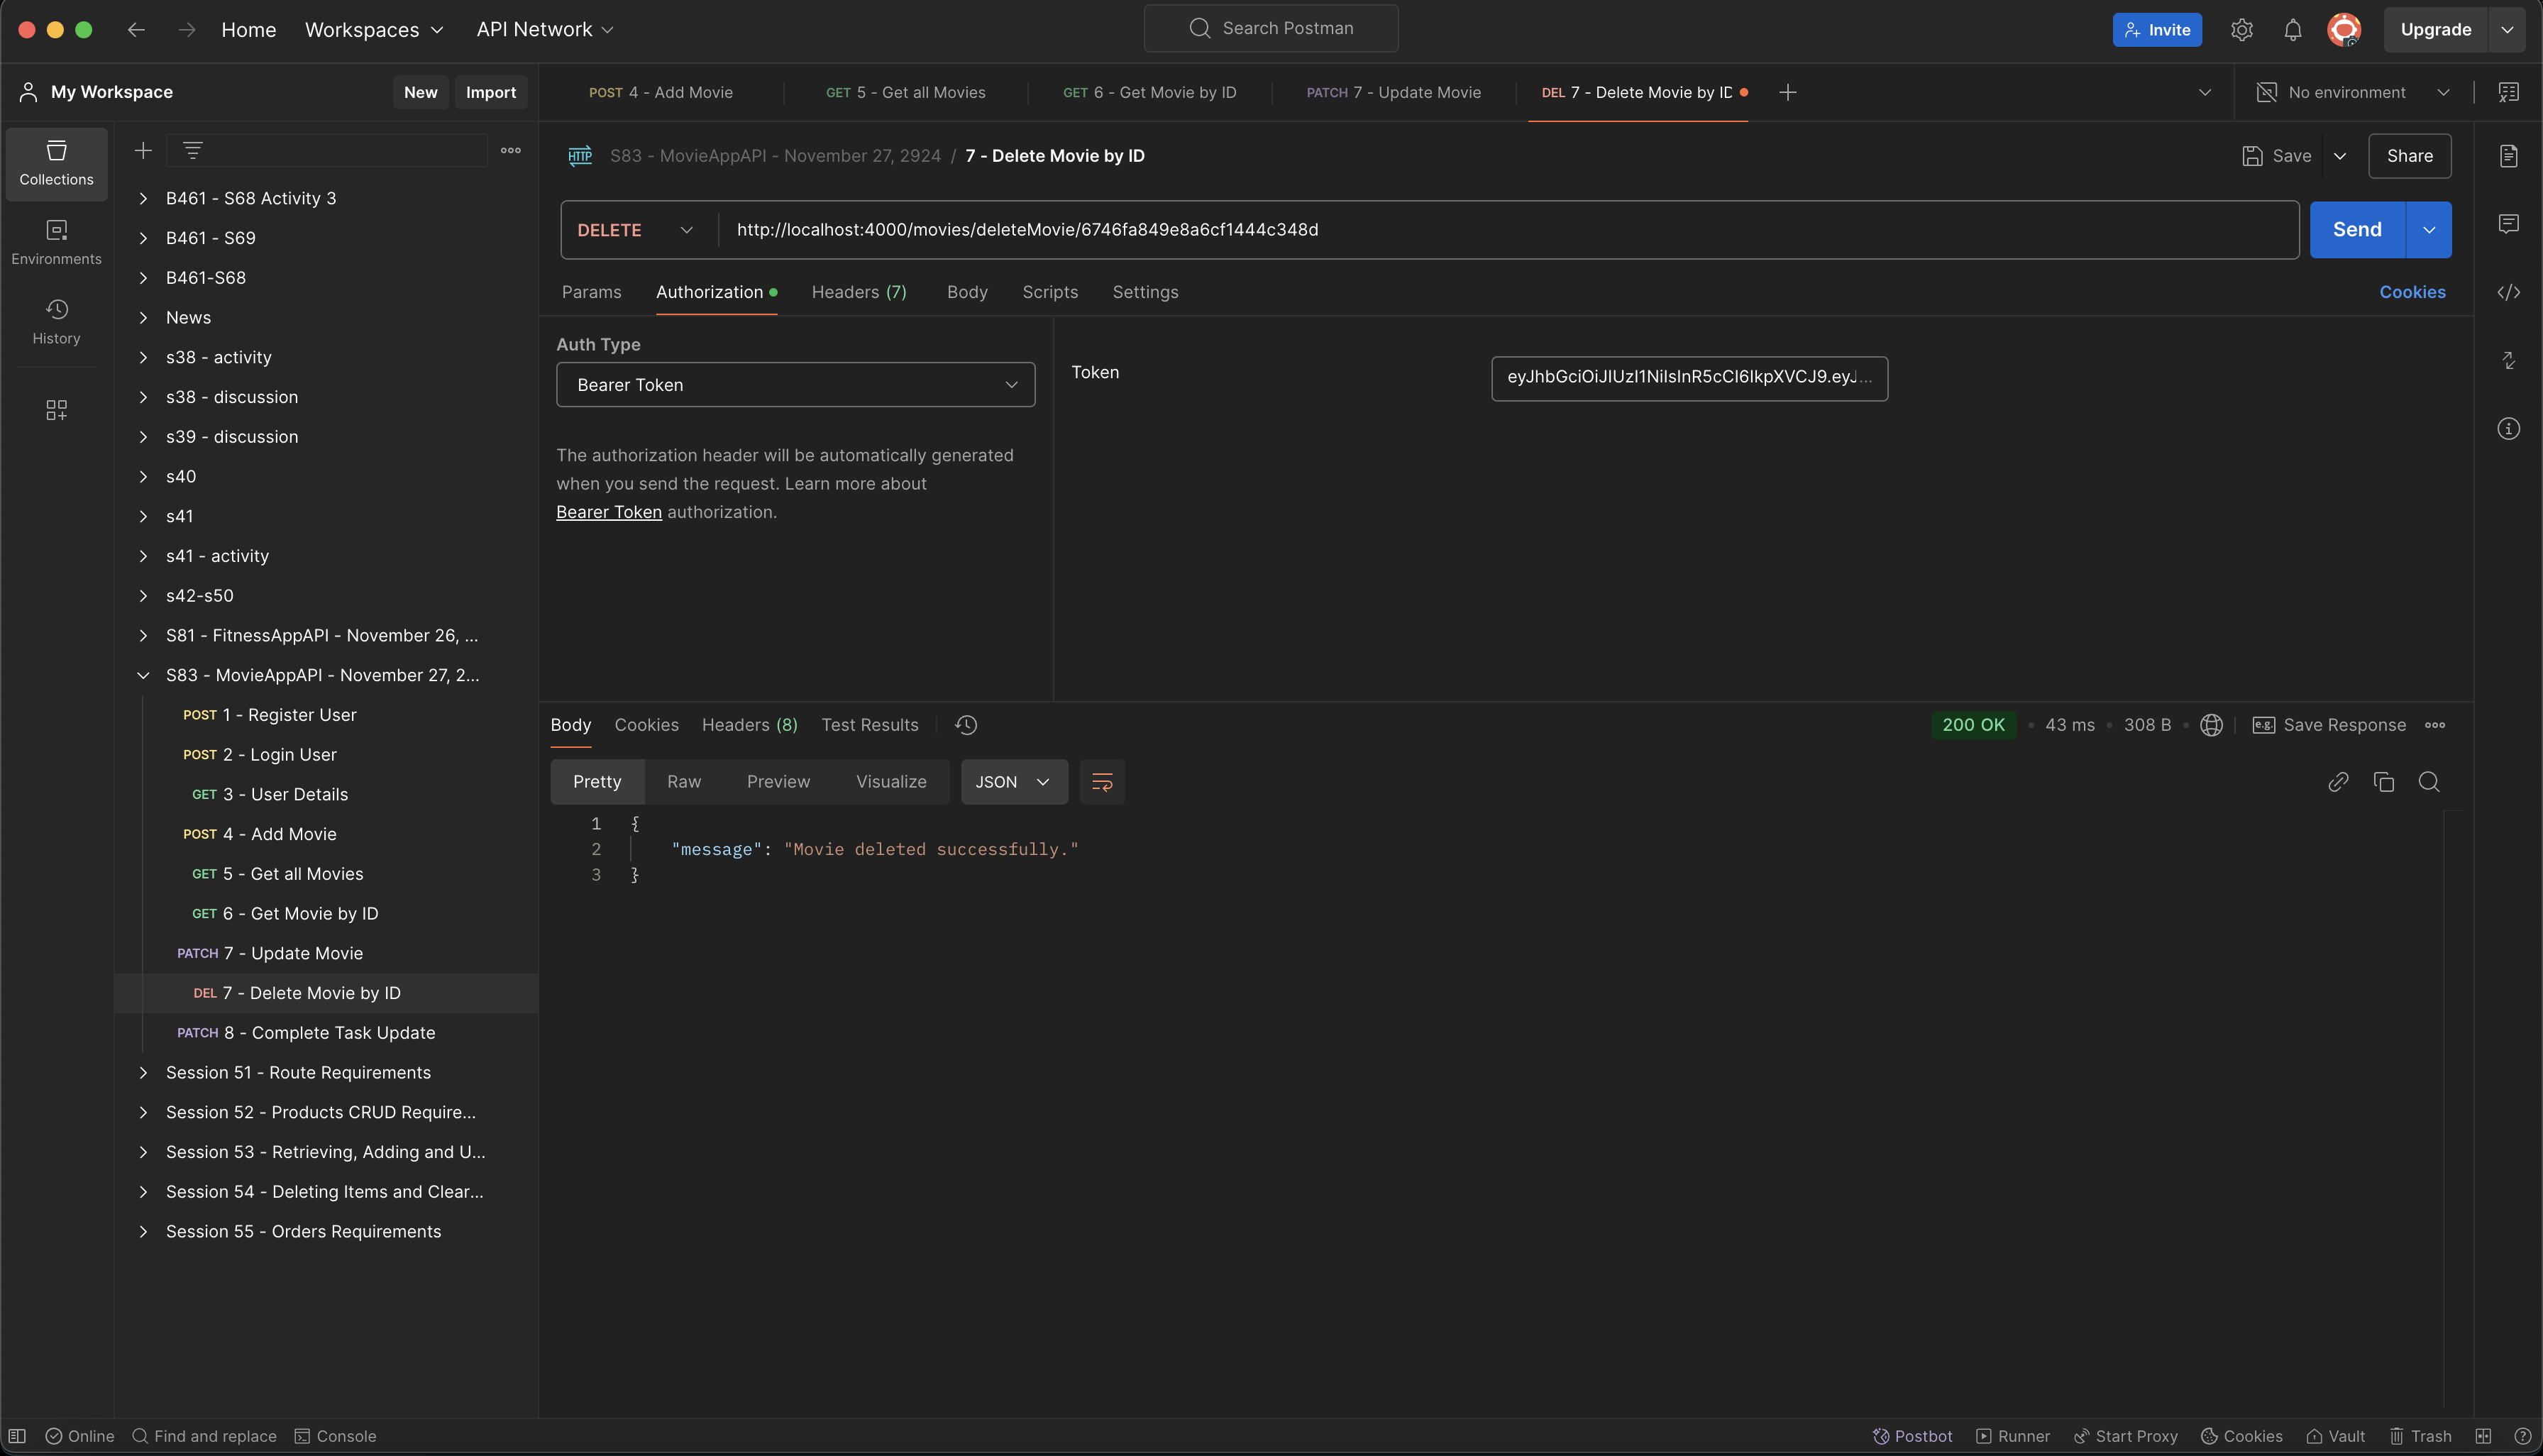 Home
Workspaces
API Network
Search Postman
Invite
Upgrade
My Workspace
New
Import
POST 4 - Add Movie
GET 5 - Get all Movies
GET 6 - Get Movie by ID
PATCH 7 - Update Movie
DEL 7 - Delete Movie by ID
No environment
Collections
Environments
History
B461 - S68 Activity 3
B461 - S69
B461-S68
News
s38 - activity
s38 - discussion
s39 - discussion
s40
s41
s41 - activity
s42-s50
S81 - FitnessAppAPI - November 26, ...
S83 - MovieAppAPI - November 27, 2...
POST 1 - Register User
POST 2 - Login User
GET 3 - User Details
POST 4 - Add Movie
GET 5 - Get all Movies
GET 6 - Get Movie by ID
PATCH 7 - Update Movie
DEL 7 - Delete Movie by ID
PATCH 8 - Complete Task Update
Session 51 - Route Requirements
Session 52 - Products CRUD Require...
Session 53 - Retrieving, Adding and U...
Session 54 - Deleting Items and Clear...
Session 55 - Orders Requirements
HTTP S83 - MovieAppAPI - November 27, 2924 / 7 - Delete Movie by ID
Save
Share
DELETE
http://localhost:4000/movies/deleteMovie/6746fa849e8a6cf1444c348d
Send
Params
Authorization
Headers (7)
Body
Scripts
Settings
Cookies
Auth Type
Bearer Token
The authorization header will be automatically generated
when you send the request. Learn more about
Bearer Token authorization.
Token
eyJhbGciOiJIUzI1NiIsInR5cCI6IkpXVCJ9.eyJ...
Body
Cookies
Headers (8)
Test Results
200 OK
43 ms
308 B
e.g. Save Response
Pretty
Raw
Preview
Visualize
JSON
1 {
2 "message": "Movie deleted successfully."
3 }
Online
Find and replace
Console
Postbot
Runner
Start Proxy
Cookies
Vault
Trash